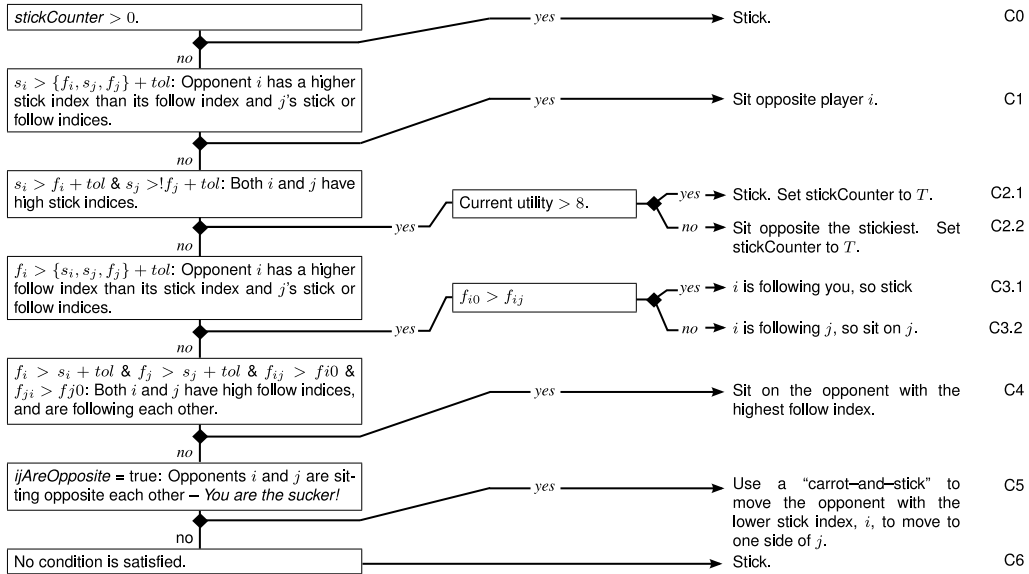 stickCounter > 0.
yes
Stick.
C0
no
s_i > {f_i, s_j, f_j} + tol: Opponent i has a higher
stick index than its follow index and j's stick or
follow indices.
yes
Sit opposite player i.
C1
no
s_i > f_i + tol & s_j >!f_j + tol: Both i and j have
high stick indices.
yes
Current utility > 8.
yes
Stick. Set stickCounter to T.
C2.1
no
Sit opposite the stickiest. Set
stickCounter to T.
C2.2
no
f_i > {s_i, s_j, f_j} + tol: Opponent i has a higher
follow index than its stick index and j's stick or
follow indices.
yes
f_{i0} > f_{ij}
yes
i is following you, so stick
C3.1
no
i is following j, so sit on j.
C3.2
no
f_i > s_i + tol & f_j > s_j + tol & f_{ij} > fi0 &
f_{ji} > fj0: Both i and j have high follow indices,
and are following each other.
yes
Sit on the opponent with the
highest follow index.
C4
no
ijAreOpposite = true: Opponents i and j are sit-
ting opposite each other – You are the sucker!
yes
Use a “carrot–and–stick” to
move the opponent with the
lower stick index, i, to move to
one side of j.
C5
no
No condition is satisfied.
Stick.
C6